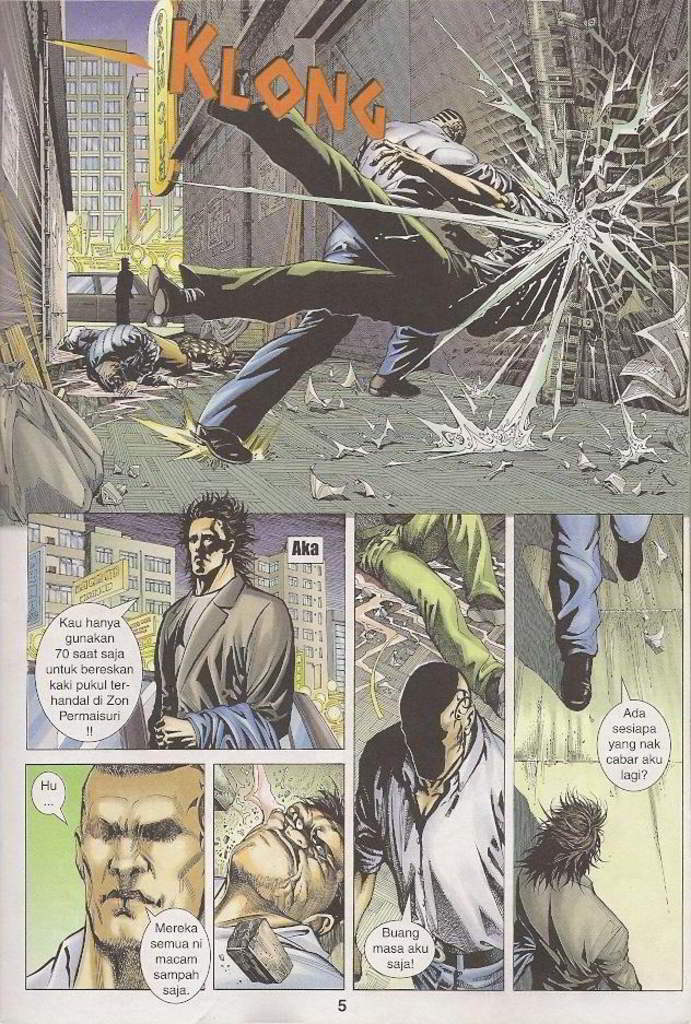 KLONG
Aka
Kau hanya
gunakan
70 saat saja
untuk bereskan
kaki pukul ter-
handal di Zon
Permaisuri
!!
Hu
...
Mereka
semua ni
macam
sampah
saja.
Buang
masa aku
saja!
Ada
sesiapa
yang nak
cabar aku
lagi?
5